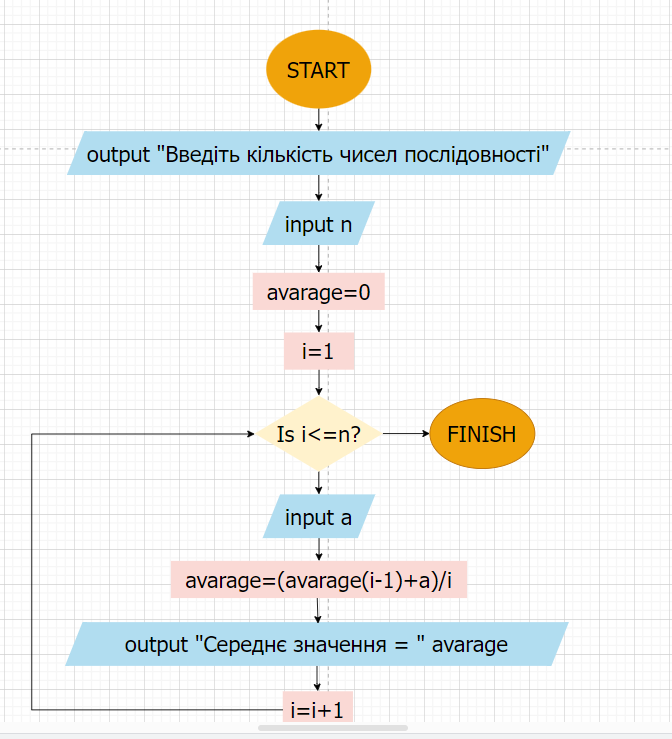 START
output "Введіть кількість чисел послідовності"
input n
avarage=0
i=1
Is i<=n?
FINISH
input a
avarage=(avarage(i-1)+a)/i
output "Середнє значення = " avarage
i=i+1